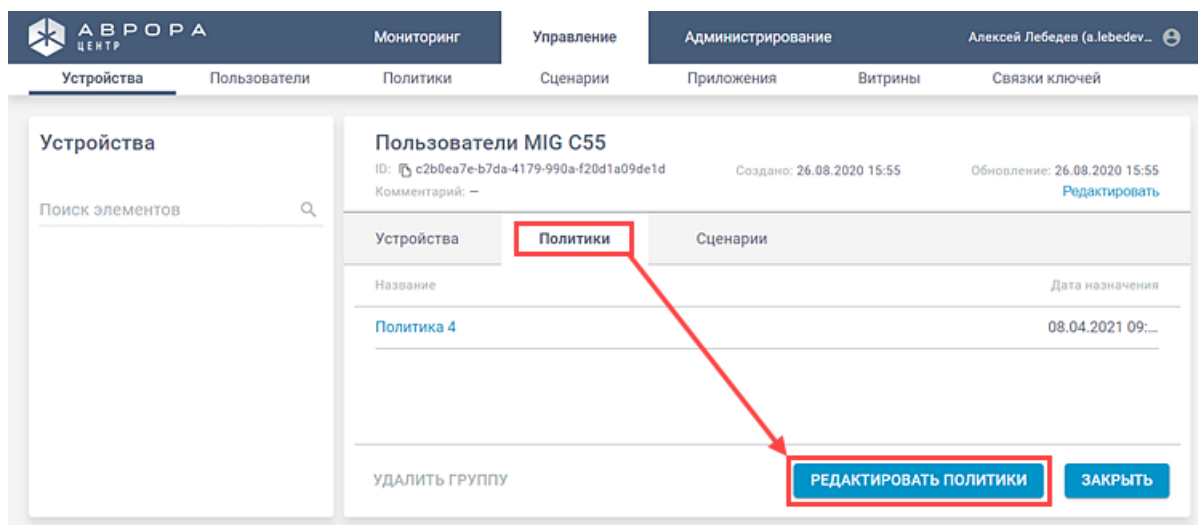 АВРОРА
ЦЕНТР
Мониторинг
Управление
Администрирование
Алексей Лебедев (a.lebedev...
Устройства
Пользователи
Политики
Сценарии
Приложения
Витрины
Связки ключей
Устройства
Поиск элементов
Пользователи MIG C55
ID: c2b0ea7e-b7da-4179-990a-f20d1a09de1d
Создано: 26.08.2020 15:55
Обновление: 26.08.2020 15:55
Комментарий: —
Редактировать
Устройства
Политики
Сценарии
Название
Дата назначения
Политика 4
08.04.2021 09:...
УДАЛИТЬ ГРУППУ
РЕДАКТИРОВАТЬ ПОЛИТИКИ
ЗАКРЫТЬ